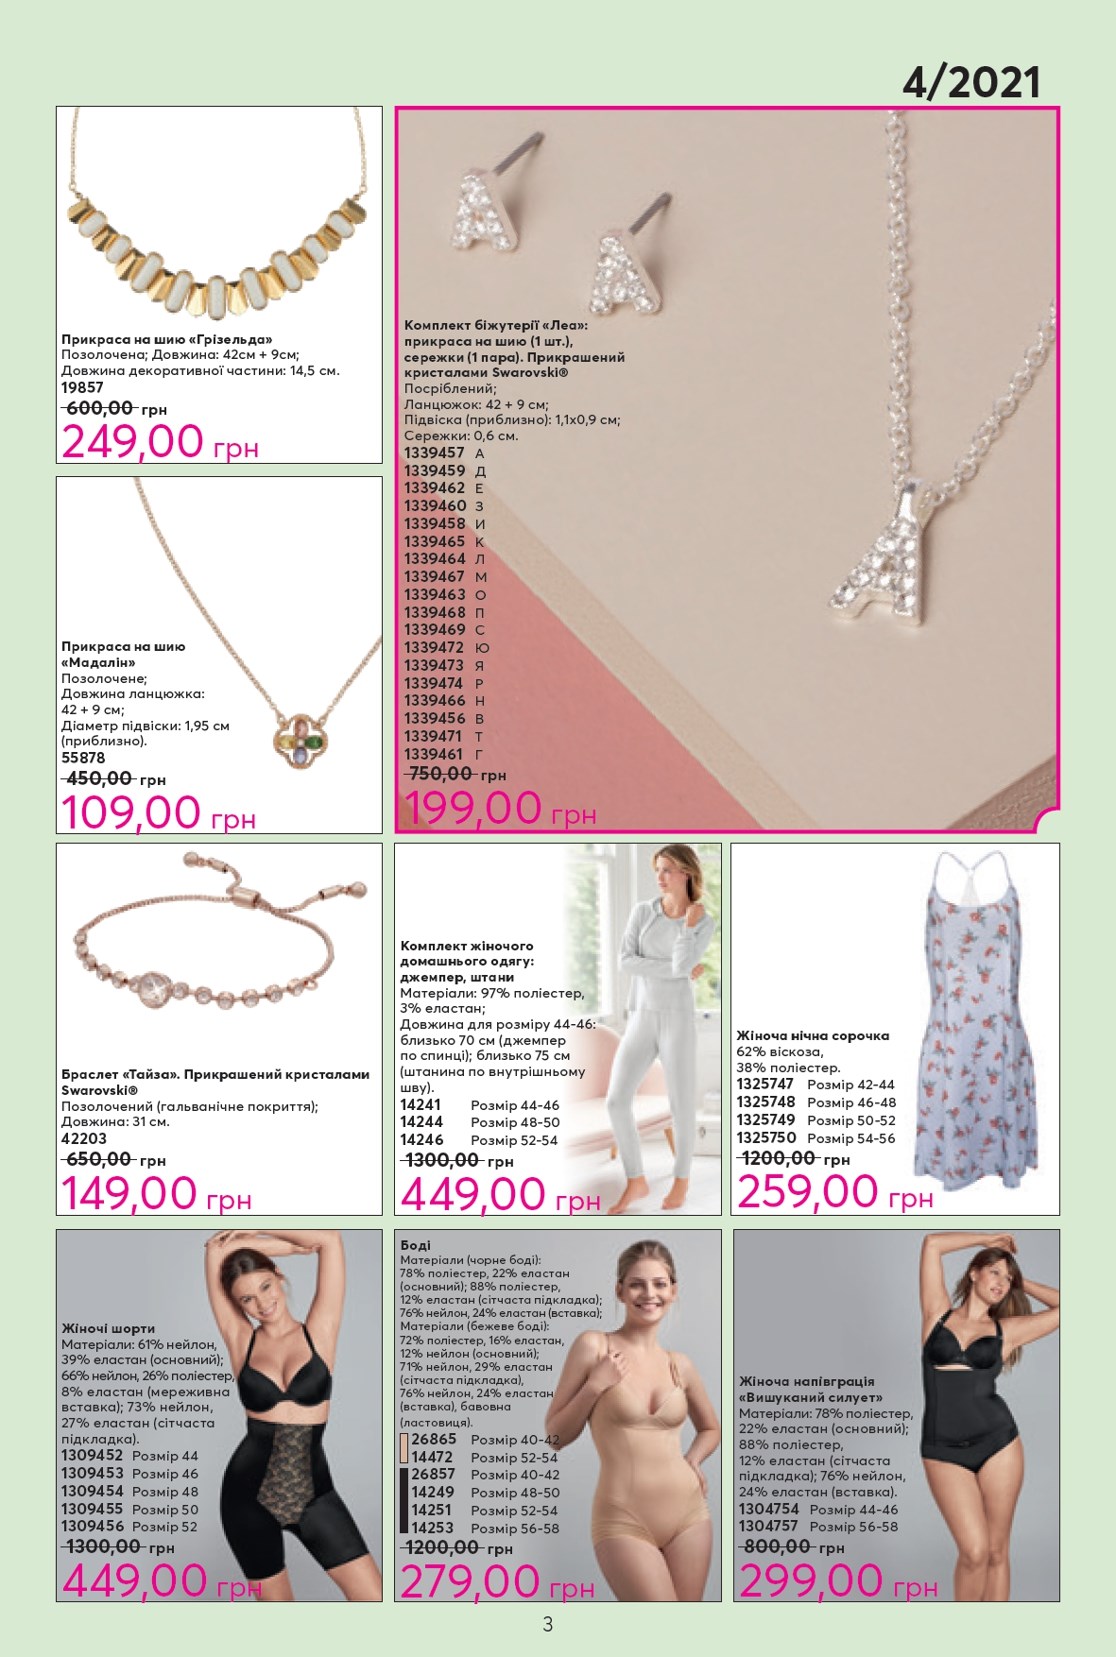 4/2021
Прикраса на шию «Грізельда»
Позолочена; Довжина: 42см + 9см;
Довжина декоративної частини: 14,5 см.
19857
600,00 грн
249,00 грн
Комплект біжутерії «Леа»:
прикраса на шию (1 шт.),
сережки (1 пара). Прикрашений
кристалами Swarovski®
Посріблений;
Ланцюжок: 42 + 9 см;
Підвіска (приблизно): 1,1х0,9 см;
Сережки: 0,6 см.
1339457 А
1339459 Д
1339462 Е
1339460 З
1339458 И
1339465 К
1339464 Л
1339467 М
1339463 О
1339468 П
1339469 С
1339472 Ю
1339473 Я
1339474 Р
1339466 Н
1339456 В
1339471 Т
1339461 Г
750,00 грн
199,00 грн
Прикраса на шию
«Мадалін»
Позолочене;
Довжина ланцюжка:
42 + 9 см;
Діаметр підвіски: 1,95 см
(приблизно).
55878
450,00 грн
109,00 грн
Браслет «Тайза». Прикрашений кристалами
Swarovski®
Позолочений (гальванічне покриття);
Довжина: 31 см.
42203
650,00 грн
149,00 грн
Комплект жіночого
домашнього одягу:
джемпер, штани
Матеріали: 97% поліестер,
3% еластан;
Довжина для розміру 44-46:
близько 70 см (джемпер
по спинці); близько 75 см
(штанина по внутрішньому
шву).
14241 Розмір 44-46
14244 Розмір 48-50
14246 Розмір 52-54
1300,00 грн
449,00 грн
Жіноча нічна сорочка
62% віскоза,
38% поліестер.
1325747 Розмір 42-44
1325748 Розмір 46-48
1325749 Розмір 50-52
1325750 Розмір 54-56
1200,00 грн
259,00 грн
Жіночі шорти
Матеріали: 61% нейлон,
39% еластан (основний);
66% нейлон, 26% поліестер,
8% еластан (мереживна
вставка); 73% нейлон,
27% еластан (сітчаста
підкладка).
1309452 Розмір 44
1309453 Розмір 46
1309454 Розмір 48
1309455 Розмір 50
1309456 Розмір 52
1300,00 грн
449,00 грн
Боді
Матеріали (чорне боді):
78% поліестер, 22% еластан
(основний); 88% поліестер,
12% еластан (сітчаста підкладка);
76% нейлон, 24% еластан (вставка);
Матеріали (бежеве боді):
72% поліестер, 16% еластан,
12% нейлон (основний);
71% нейлон, 29% еластан
(сітчаста підкладка),
76% нейлон, 24% еластан
(вставка), бавовна
(ластовиця).
26865 Розмір 40-42
14472 Розмір 52-54
26857 Розмір 40-42
14249 Розмір 48-50
14251 Розмір 52-54
14253 Розмір 56-58
1200,00 грн
279,00 грн
Жіноча напівграція
«Вишуканий силует»
Матеріали: 78% поліестер,
22% еластан (основний);
88% поліестер,
12% еластан (сітчаста
підкладка); 76% нейлон,
24% еластан (вставка).
1304754 Розмір 44-46
1304757 Розмір 56-58
800,00 грн
299,00 грн
3